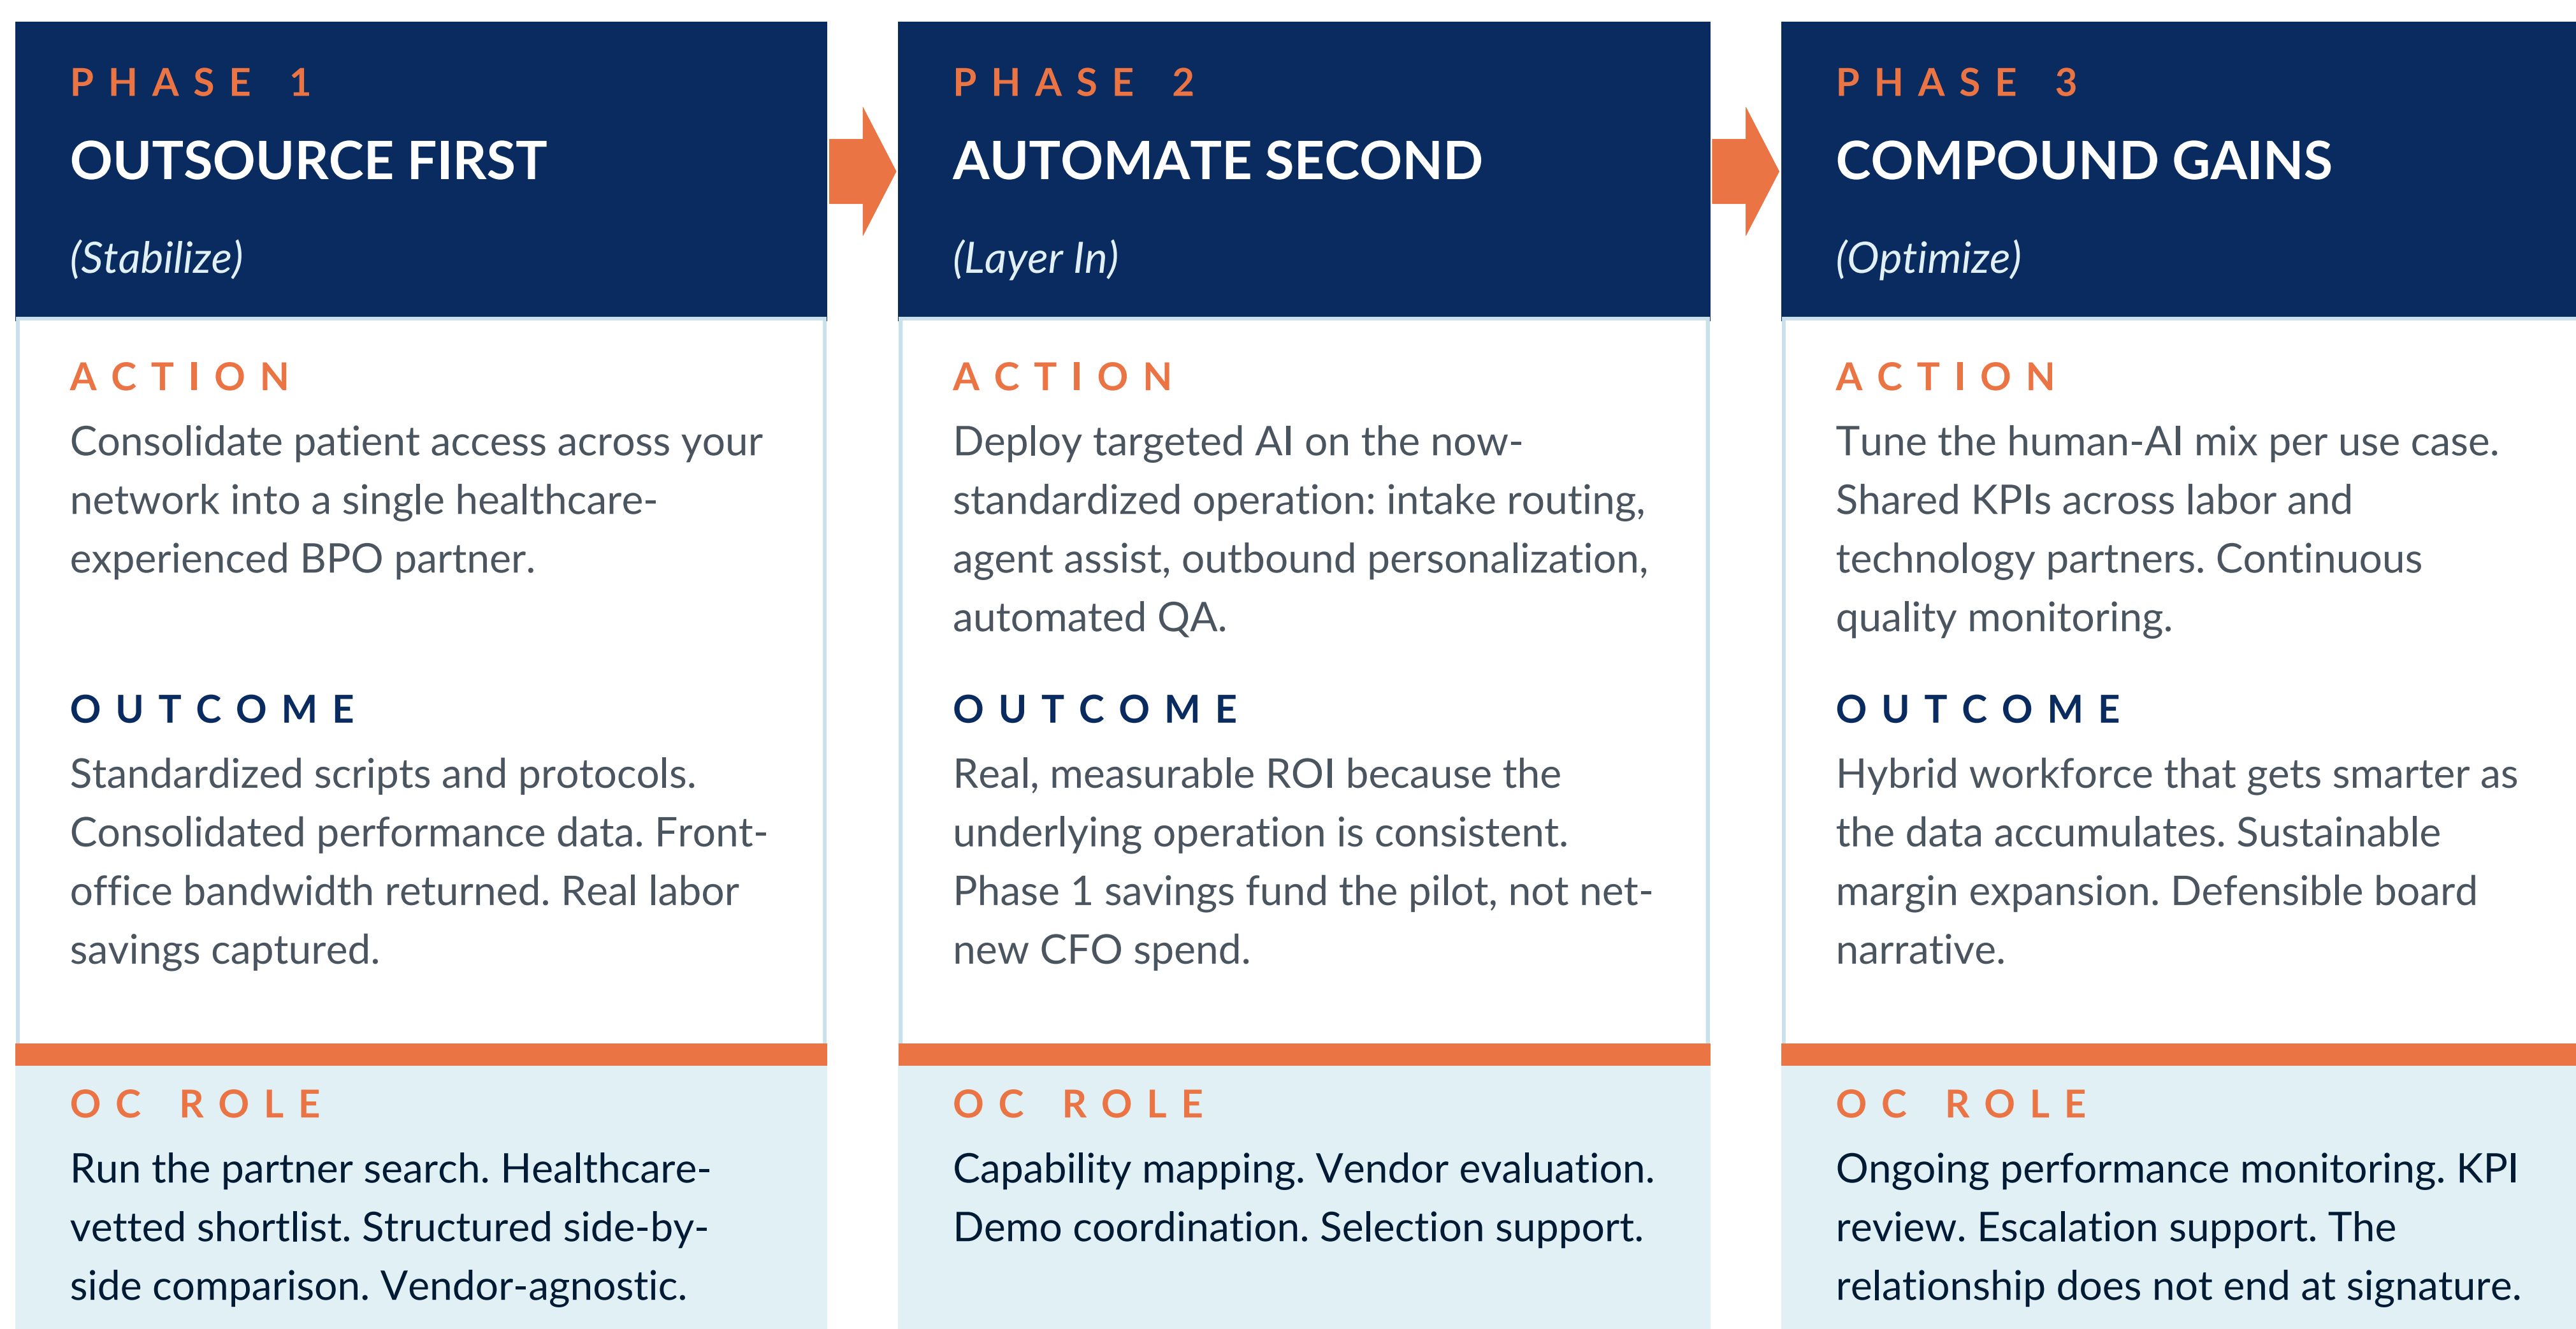 PHASE 1
OUTSOURCE FIRST
(Stabilize)
ACTION
Consolidate patient access across your
network into a single healthcare-
experienced BPO partner.
OUTCOME
Standardized scripts and protocols.
Consolidated performance data. Front-
office bandwidth returned. Real labor
savings captured.
OC ROLE
Run the partner search. Healthcare-
vetted shortlist. Structured side-by-
side comparison. Vendor-agnostic.
PHASE 2
AUTOMATE SECOND
(Layer In)
ACTION
Deploy targeted AI on the now-
standardized operation: intake routing,
agent assist, outbound personalization,
automated QA.
OUTCOME
Real, measurable ROI because the
underlying operation is consistent.
Phase 1 savings fund the pilot, not net-
new CFO spend.
OC ROLE
Capability mapping. Vendor evaluation.
Demo coordination. Selection support.
PHASE 3
COMPOUND GAINS
(Optimize)
ACTION
Tune the human-AI mix per use case.
Shared KPIs across labor and
technology partners. Continuous
quality monitoring.
OUTCOME
Hybrid workforce that gets smarter as
the data accumulates. Sustainable
margin expansion. Defensible board
narrative.
OC ROLE
Ongoing performance monitoring. KPI
review. Escalation support. The
relationship does not end at signature.